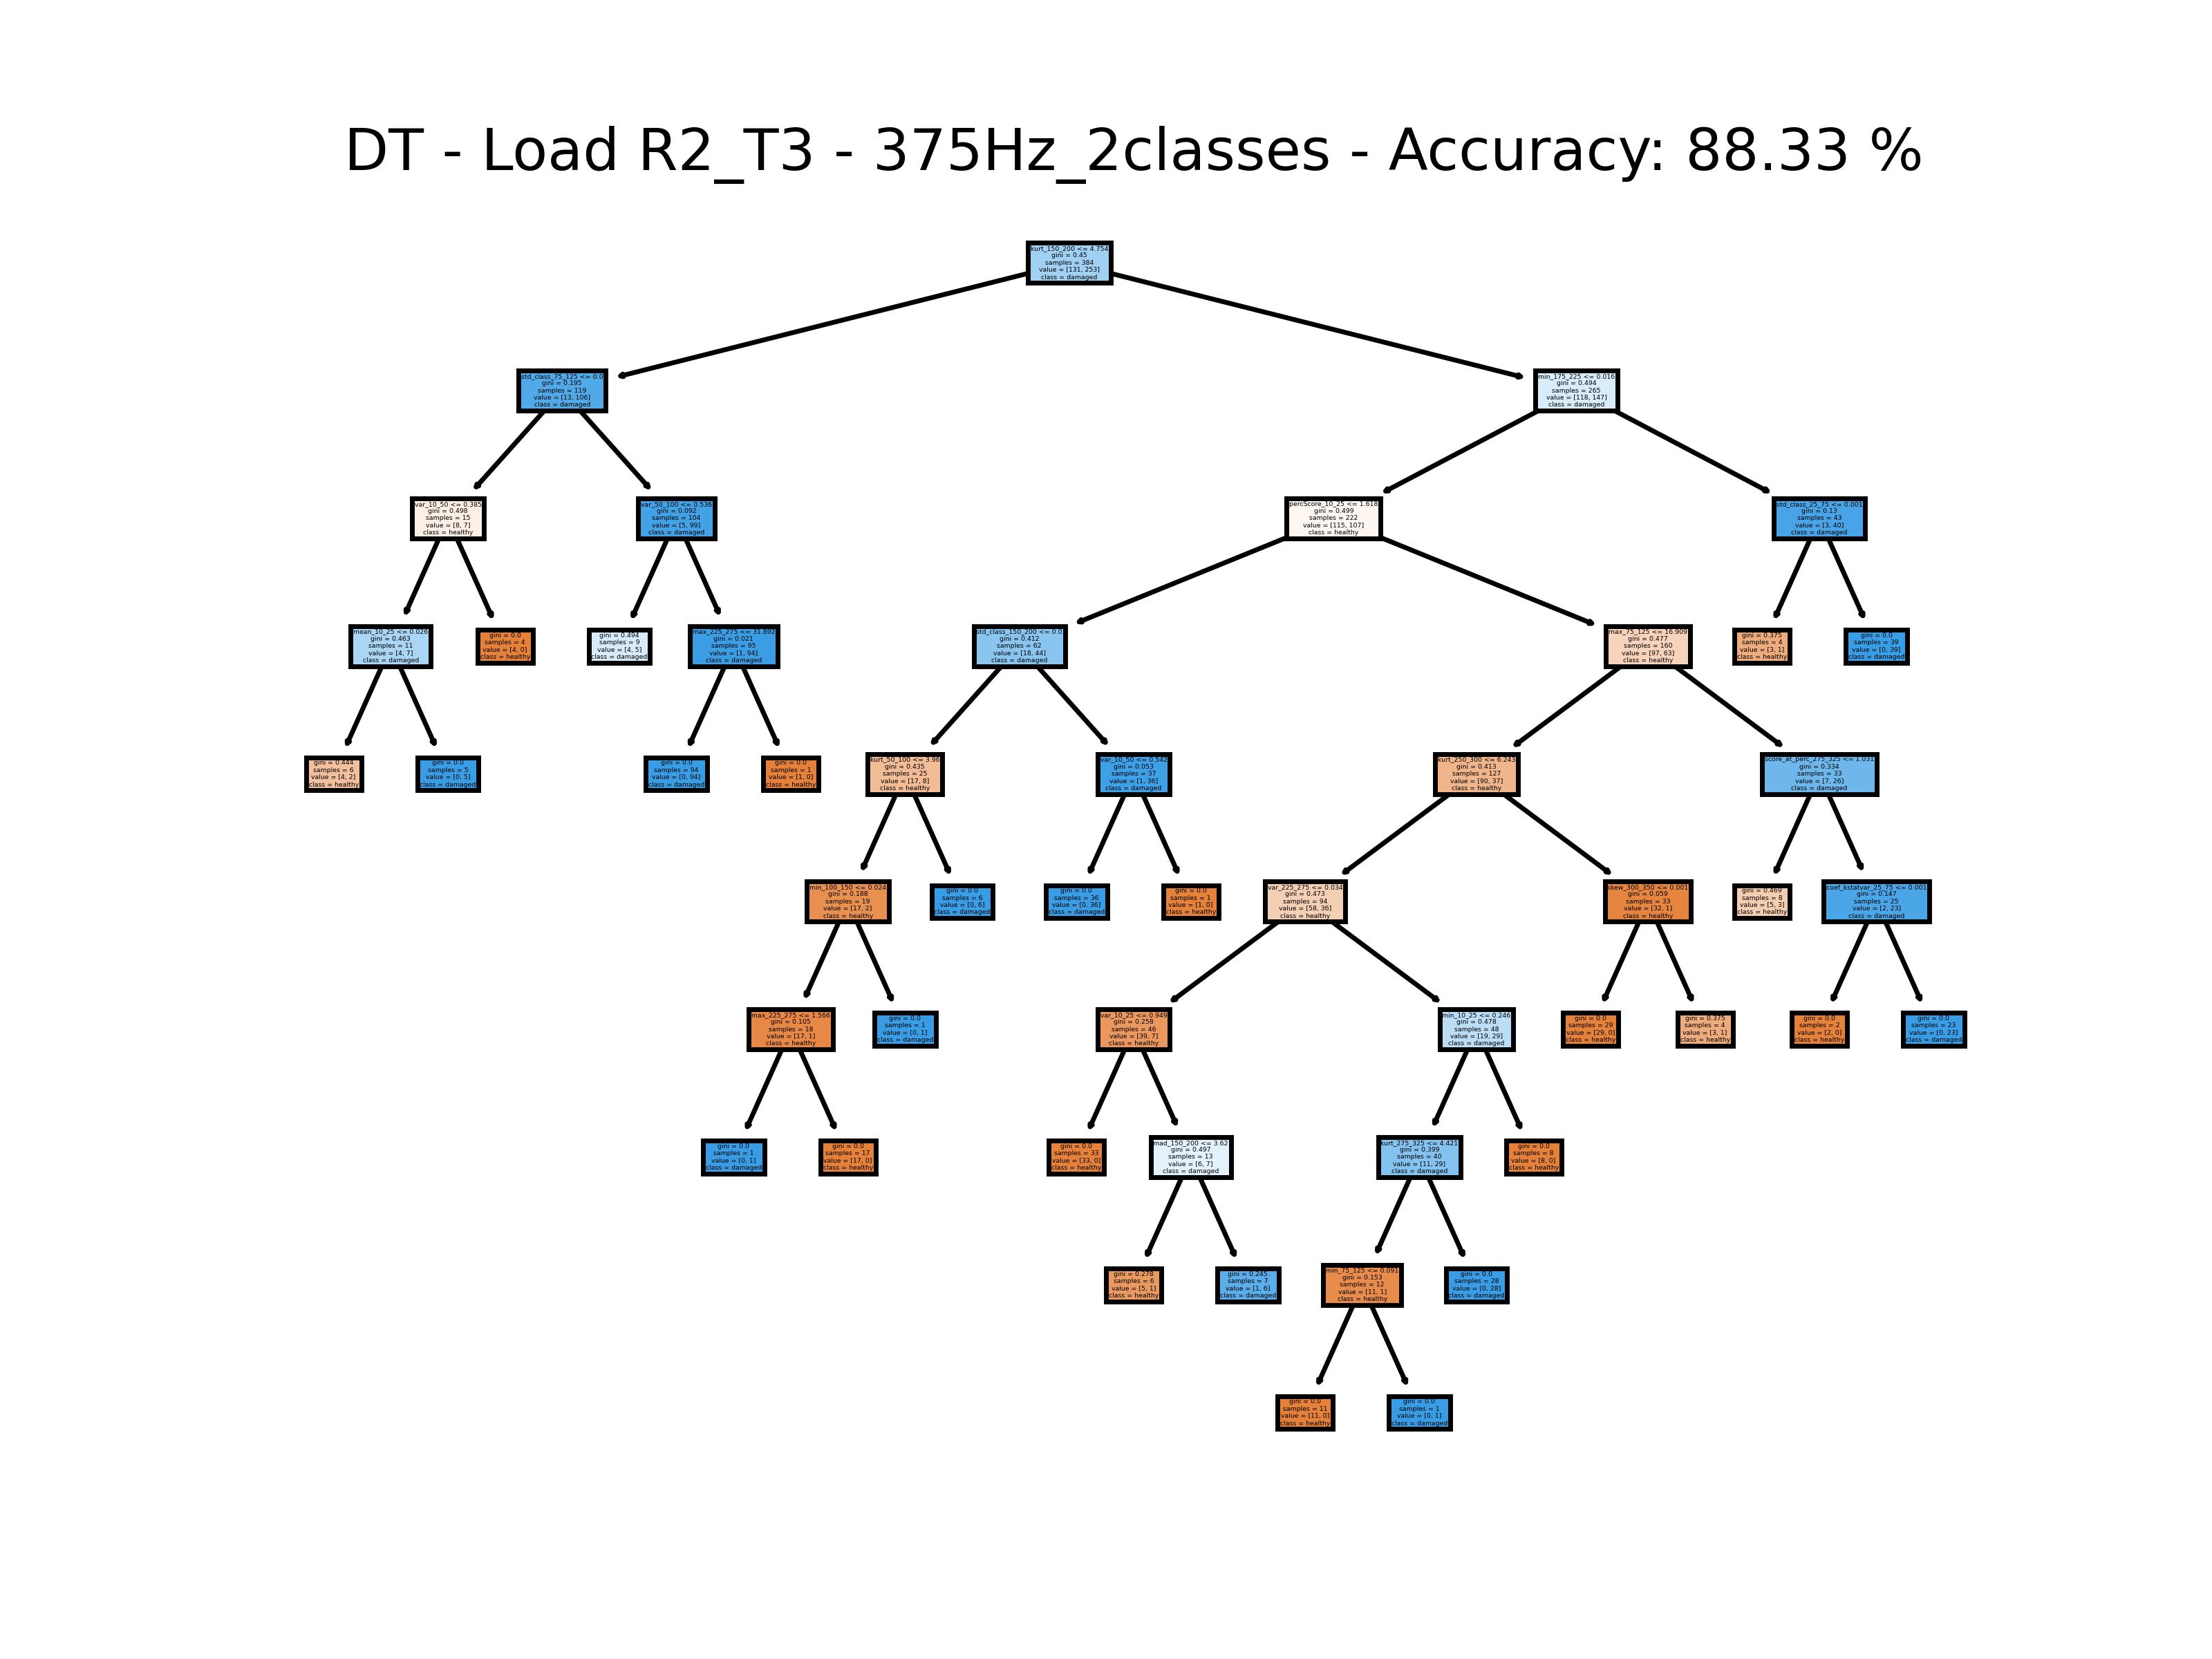 DT - Load R2_T3 - 375Hz_2classes - Accuracy: 88.33 %
kurt_150_200 <= 4.754
gini = 0.45
samples = 384
value = [131, 253]
class = damaged
std_class_75_125 <= 0.0
gini = 0.195
samples = 119
value = [13, 106]
class = damaged
min_175_225 <= 0.016
gini = 0.494
samples = 265
value = [118, 147]
class = damaged
var_10_50 <= 0.385
gini = 0.498
samples = 15
value = [8, 7]
class = healthy
var_50_100 <= 0.536
gini = 0.092
samples = 104
value = [5, 99]
class = damaged
percScore_10_25 <= 1.618
gini = 0.499
samples = 222
value = [115, 107]
class = healthy
std_class_25_75 <= 0.001
gini = 0.13
samples = 43
value = [3, 40]
class = damaged
mean_10_25 <= 0.026
gini = 0.463
samples = 11
value = [4, 7]
class = damaged
gini = 0.0
samples = 4
value = [4, 0]
class = healthy
gini = 0.494
samples = 9
value = [4, 5]
class = damaged
max_225_275 <= 31.892
gini = 0.021
samples = 95
value = [1, 94]
class = damaged
std_class_150_200 <= 0.0
gini = 0.412
samples = 62
value = [18, 44]
class = damaged
max_75_125 <= 16.909
gini = 0.477
samples = 160
value = [97, 63]
class = healthy
gini = 0.375
samples = 4
value = [3, 1]
class = healthy
gini = 0.0
samples = 39
value = [0, 39]
class = damaged
gini = 0.444
samples = 6
value = [4, 2]
class = healthy
gini = 0.0
samples = 5
value = [0, 5]
class = damaged
gini = 0.0
samples = 94
value = [0, 94]
class = damaged
gini = 0.0
samples = 1
value = [1, 0]
class = healthy
kurt_50_100 <= 3.96
gini = 0.435
samples = 25
value = [17, 8]
class = healthy
var_10_50 <= 0.542
gini = 0.053
samples = 37
value = [1, 36]
class = damaged
kurt_250_300 <= 6.243
gini = 0.413
samples = 127
value = [90, 37]
class = healthy
score_at_perc_275_325 <= 1.031
gini = 0.334
samples = 33
value = [7, 26]
class = damaged
min_100_150 <= 0.024
gini = 0.188
samples = 19
value = [17, 2]
class = healthy
gini = 0.0
samples = 6
value = [0, 6]
class = damaged
gini = 0.0
samples = 36
value = [0, 36]
class = damaged
gini = 0.0
samples = 1
value = [1, 0]
class = healthy
var_225_275 <= 0.034
gini = 0.473
samples = 94
value = [58, 36]
class = healthy
skew_300_350 <= 0.001
gini = 0.059
samples = 33
value = [32, 1]
class = healthy
gini = 0.469
samples = 8
value = [5, 3]
class = healthy
coef_kstatvar_25_75 <= 0.001
gini = 0.147
samples = 25
value = [2, 23]
class = damaged
max_225_275 <= 1.566
gini = 0.105
samples = 18
value = [17, 1]
class = healthy
gini = 0.0
samples = 1
value = [0, 1]
class = damaged
var_10_25 <= 0.949
gini = 0.258
samples = 46
value = [39, 7]
class = healthy
min_10_25 <= 0.246
gini = 0.478
samples = 48
value = [19, 29]
class = damaged
gini = 0.0
samples = 29
value = [29, 0]
class = healthy
gini = 0.375
samples = 4
value = [3, 1]
class = healthy
gini = 0.0
samples = 2
value = [2, 0]
class = healthy
gini = 0.0
samples = 23
value = [0, 23]
class = damaged
gini = 0.0
samples = 1
value = [0, 1]
class = damaged
gini = 0.0
samples = 17
value = [17, 0]
class = healthy
gini = 0.0
samples = 33
value = [33, 0]
class = healthy
mad_150_200 <= 3.62
gini = 0.497
samples = 13
value = [6, 7]
class = damaged
kurt_275_325 <= 4.421
gini = 0.399
samples = 40
value = [11, 29]
class = damaged
gini = 0.0
samples = 8
value = [8, 0]
class = healthy
gini = 0.278
samples = 6
value = [5, 1]
class = healthy
gini = 0.245
samples = 7
value = [1, 6]
class = damaged
min_75_125 <= 0.091
gini = 0.153
samples = 12
value = [11, 1]
class = healthy
gini = 0.0
samples = 28
value = [0, 28]
class = damaged
gini = 0.0
samples = 11
value = [11, 0]
class = healthy
gini = 0.0
samples = 1
value = [0, 1]
class = damaged